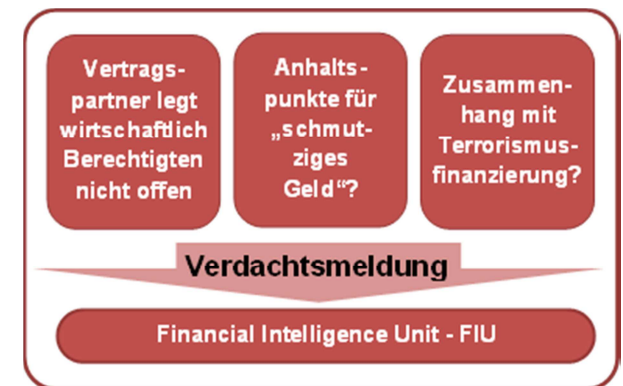 Vertrags-
partner legt
wirtschaftlich
Berechtigten
nicht offen
Anhalts-
punkte für
„schmut-
ziges
Geld“?
Zusammen-
hang mit
Terrorismus-
finanzierung?
Verdachtsmeldung
Financial Intelligence Unit - FIU